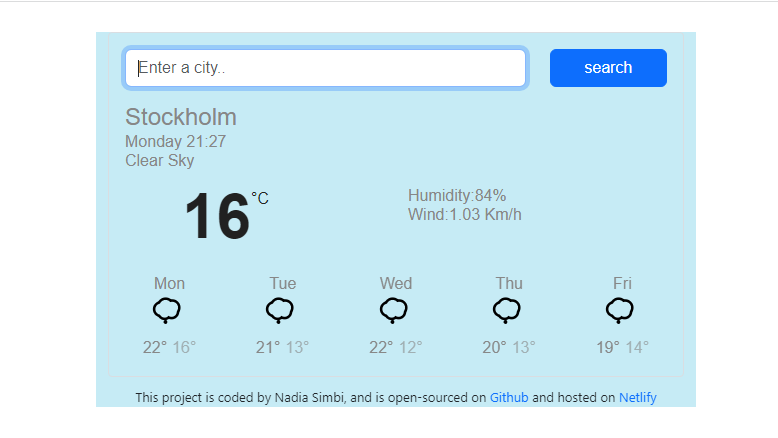 Enter a city..
search
Stockholm
Monday 21:27
Clear Sky
16 °C
Humidity:84%
Wind:1.03 Km/h
Mon Tue Wed Thu Fri
22° 16° 21° 13° 22° 12° 20° 13° 19° 14°
This project is coded by Nadia Simbi, and is open-sourced on Github and hosted on Netlify